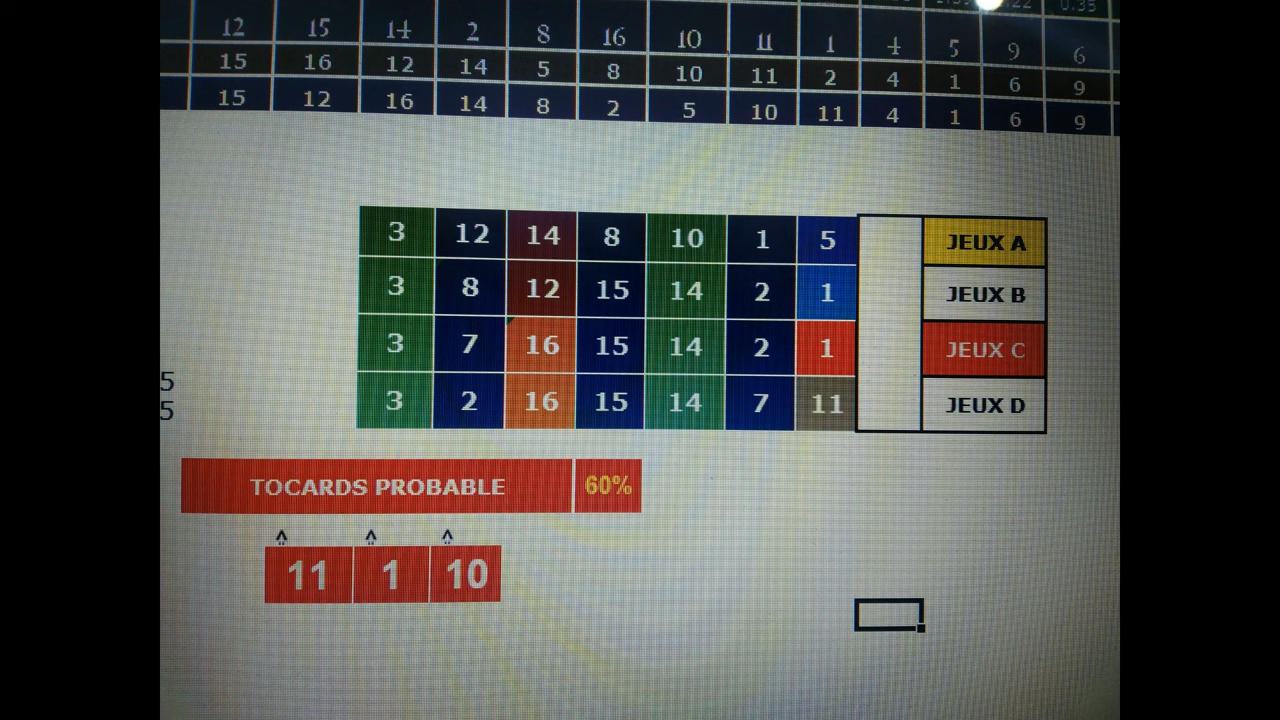 0.35
12 15 14 2 8 16 10 11 1 4 5 9 6
15 16 12 14 5 8 10 11 2 4 1 6 9
15 12 16 14 8 2 5 10 11 4 1 6 9
3 12 14 8 10 1 5 JEUX A
3 8 12 15 14 2 1 JEUX B
3 7 16 15 14 2 1 JEUX C
5
3 2 16 15 14 7 11 JEUX D
5
TOCARDS PROBABLE 60%
^ ^ ^
11 1 10